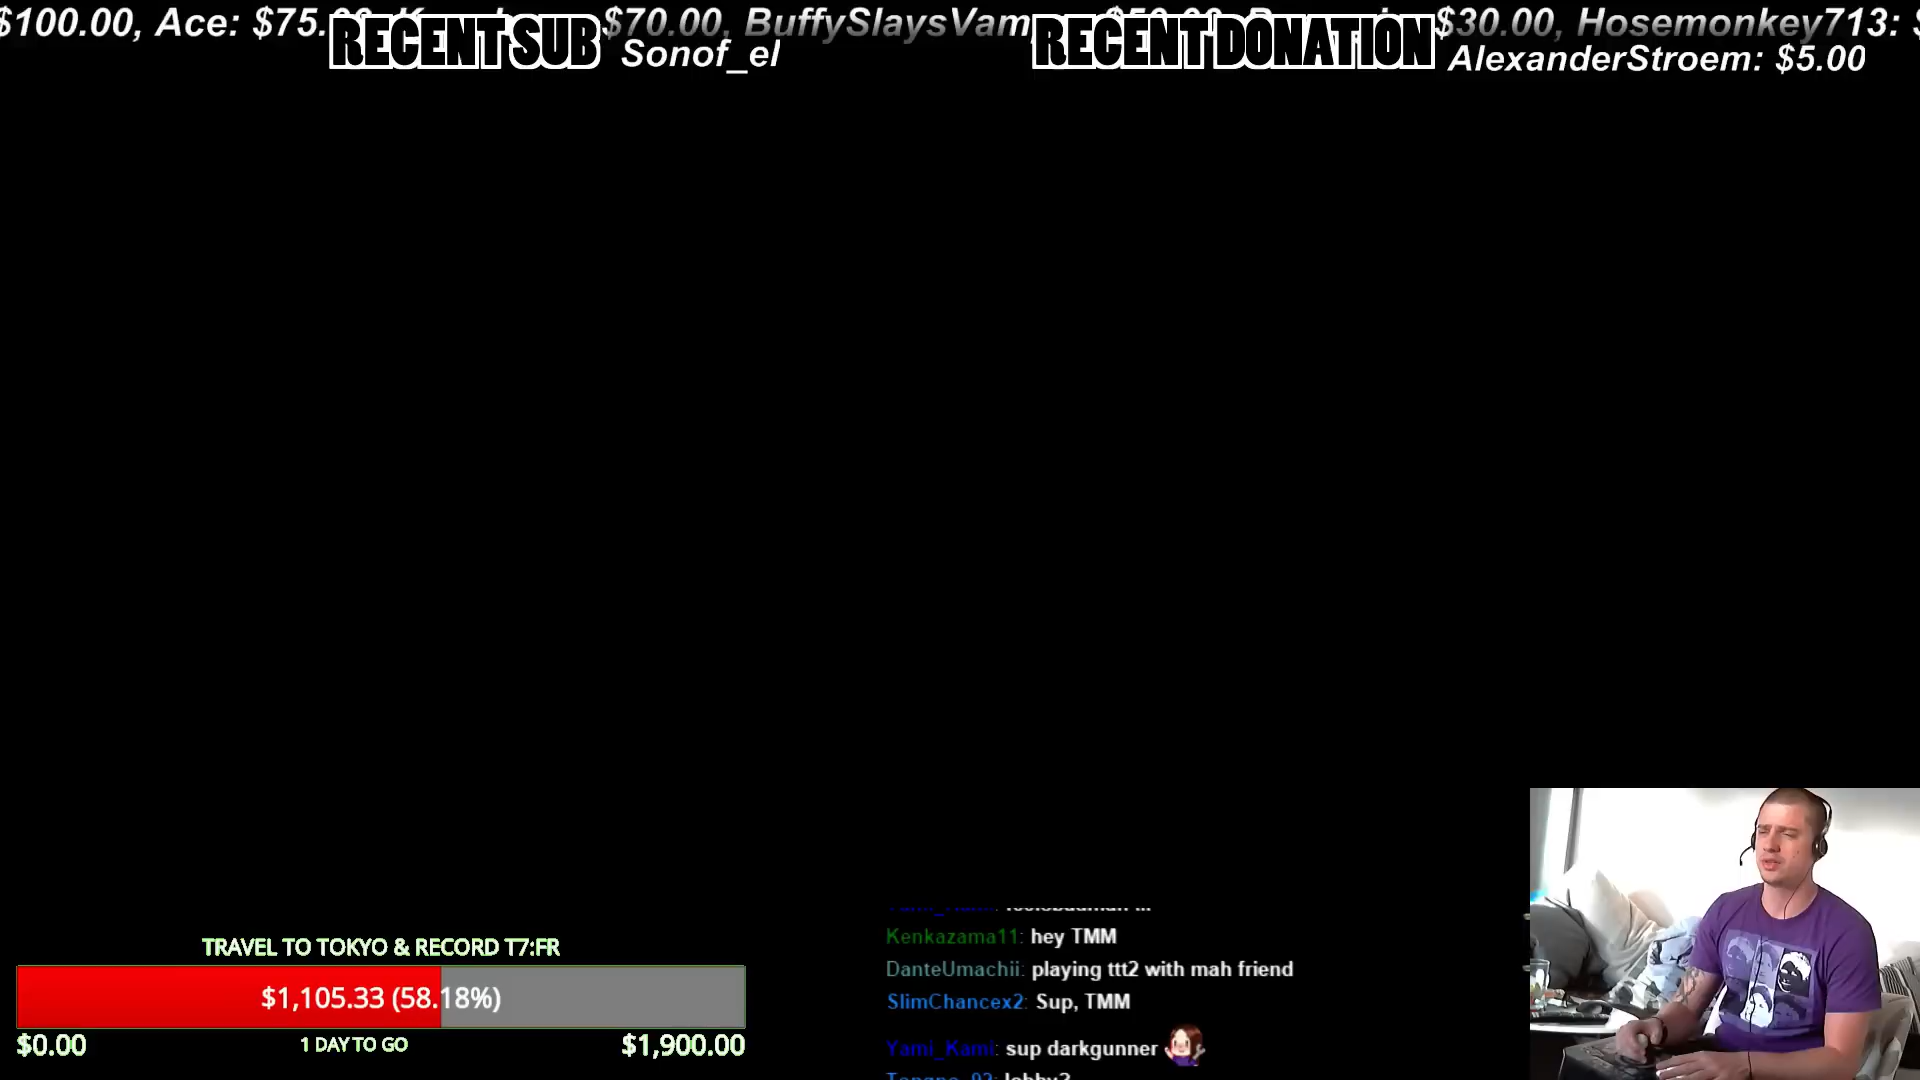 $100.00, Ace: $75. $70.00, BuffySlaysVam $30.00, Hosemonkey713:
RECENT SUB Sonof_el
RECENT DONATION AlexanderStroem: $5.00
Kenkazama11: hey TMM
DanteUmachii: playing ttt2 with mah friend
SlimChancex2: Sup, TMM
Yami_Kami: sup darkgunner
TRAVEL TO TOKYO & RECORD T7:FR
$1,105.33 (58.18%)
$0.00 1 DAY TO GO $1,900.00